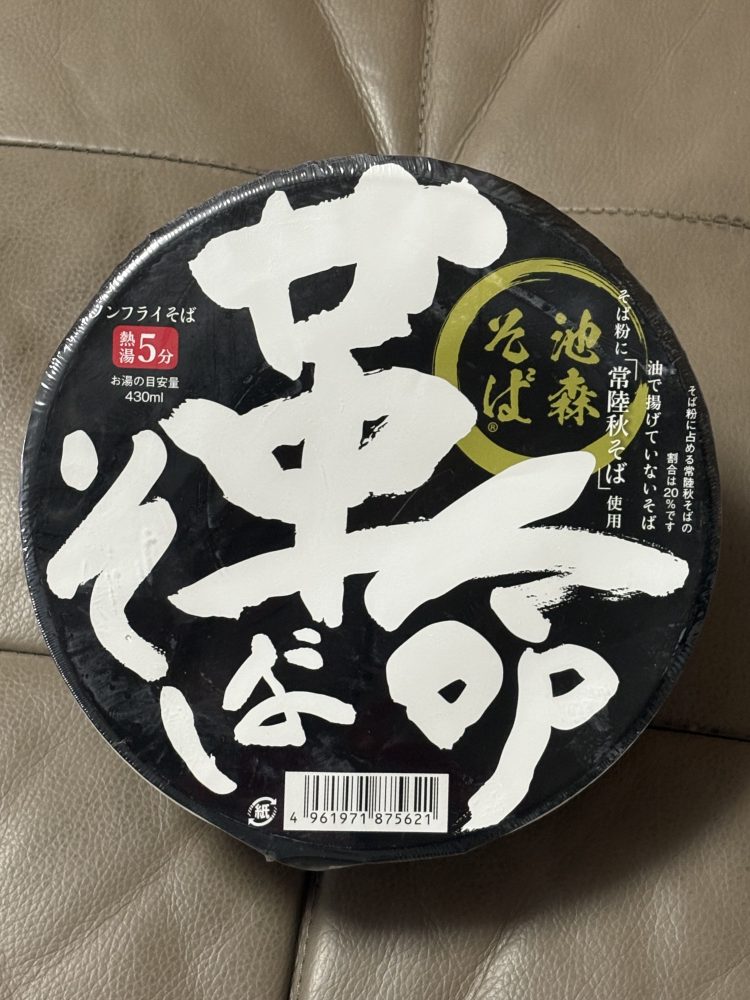 革命
そば
池森
そば®
そば粉に「常陸秋そば」使用
油で揚げていないそば
そば粉に占める常陸秋そばの
割合は20%です
ンフライそば
熱湯5分
お湯の目安量
430ml
紙
4 961971 875621